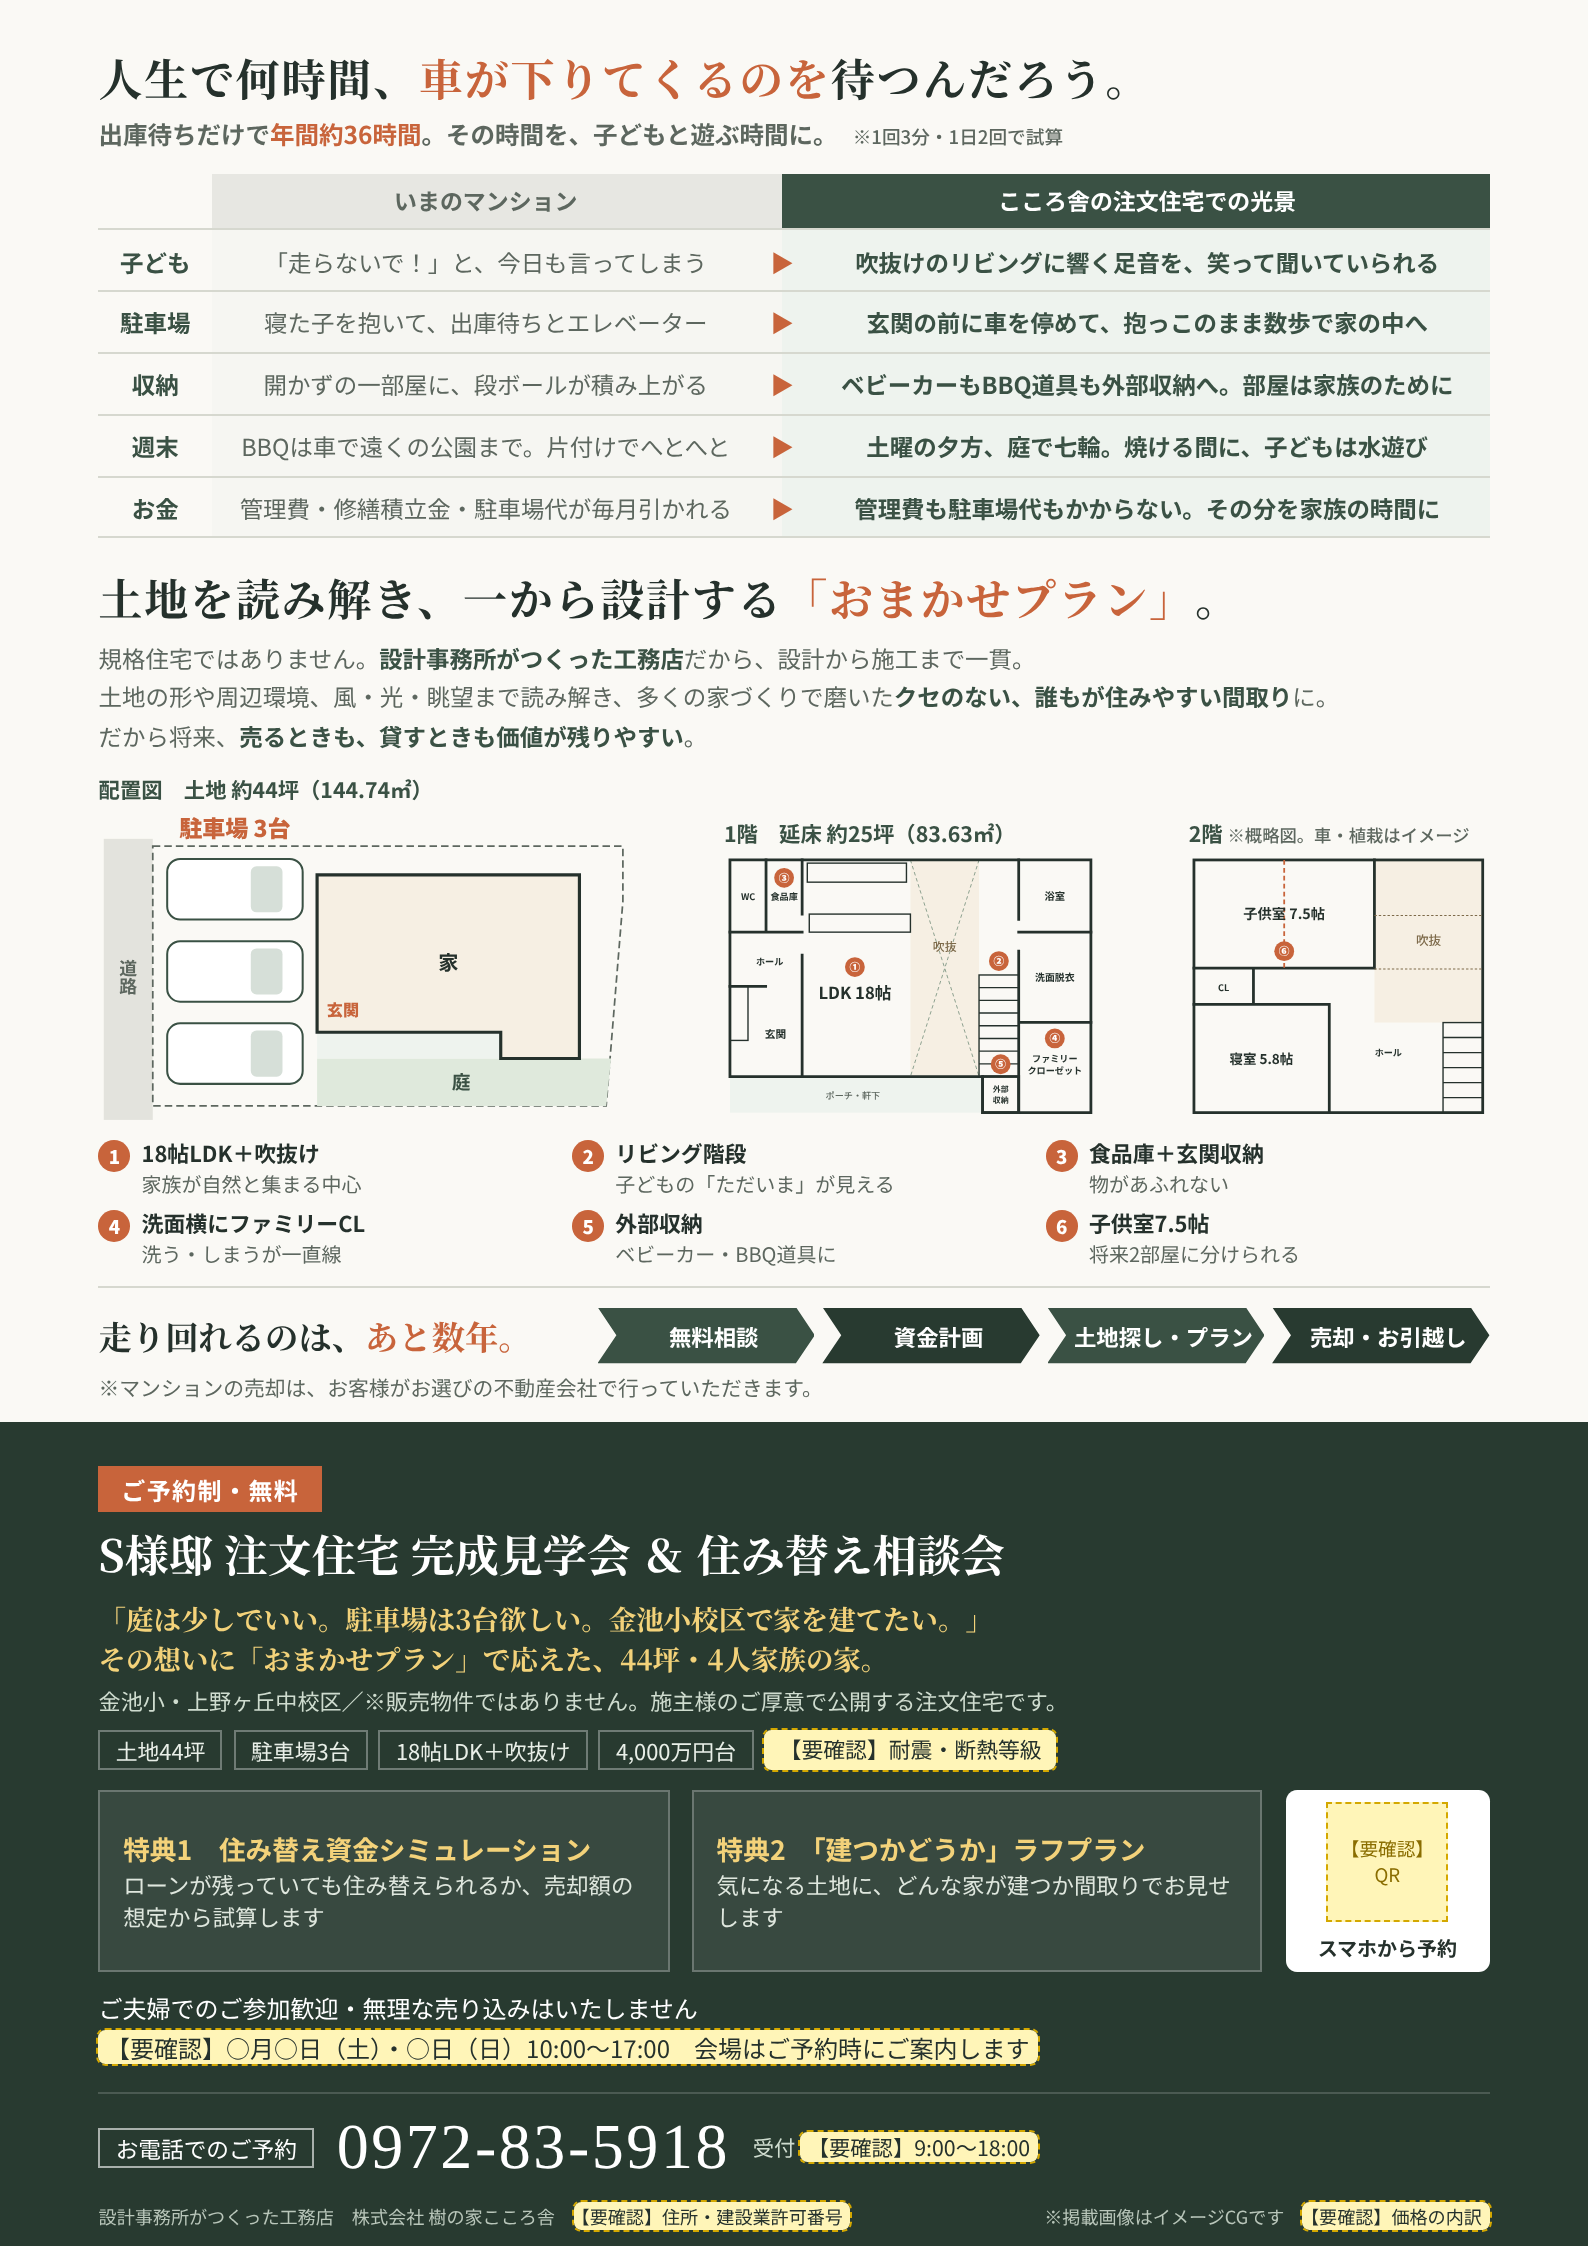 人生で何時間、車が下りてくるのを待つんだろう。
出庫待ちだけで年間約36時間。その時間を、子どもと遊ぶ時間に。 ※1回3分・1日2回で試算
いまのマンション こころ舎の注文住宅での光景
子ども 「走らないで！」と、今日も言ってしまう ▶ 吹抜けのリビングに響く足音を、笑って聞いていられる
駐車場 寝た子を抱いて、出庫待ちとエレベーター ▶ 玄関の前に車を停めて、抱っこのまま数歩で家の中へ
収納 開かずの一部屋に、段ボールが積み上がる ▶ ベビーカーもBBQ道具も外部収納へ。部屋は家族のために
週末 BBQは車で遠くの公園まで。片付けでへとへと ▶ 土曜の夕方、庭で七輪。焼ける間に、子どもは水遊び
お金 管理費・修繕積立金・駐車場代が毎月引かれる ▶ 管理費も駐車場代もかからない。その分を家族の時間に
土地を読み解き、一から設計する「おまかせプラン」。
規格住宅ではありません。設計事務所がつくった工務店だから、設計から施工まで一貫。
土地の形や周辺環境、風・光・眺望まで読み解き、多くの家づくりで磨いたクセのない、誰もが住みやすい間取りに。
だから将来、売るときも、貸すときも価値が残りやすい。
配置図 土地 約44坪（144.74㎡）
駐車場 3台
道路
家
玄関
庭
1階 延床 約25坪（83.63㎡）
WC
③
食品庫
浴室
吹抜
ホール
①
②
LDK 18帖
洗面脱衣
玄関
④
ファミリー
クローゼット
⑤
外部
収納
ポーチ・軒下
2階 ※概略図。車・植栽はイメージ
子供室 7.5帖
⑥
吹抜
CL
寝室 5.8帖
ホール
1 18帖LDK＋吹抜け
家族が自然と集まる中心
2 リビング階段
子どもの「ただいま」が見える
3 食品庫＋玄関収納
物があふれない
4 洗面横にファミリーCL
洗う・しまうが一直線
5 外部収納
ベビーカー・BBQ道具に
6 子供室7.5帖
将来2部屋に分けられる
走り回れるのは、あと数年。
無料相談 資金計画 土地探し・プラン 売却・お引越し
※マンションの売却は、お客様がお選びの不動産会社で行っていただきます。
ご予約制・無料
S様邸 注文住宅 完成見学会 ＆ 住み替え相談会
「庭は少しでいい。駐車場は3台欲しい。金池小校区で家を建てたい。」
その想いに「おまかせプラン」で応えた、44坪・4人家族の家。
金池小・上野ヶ丘中校区／※販売物件ではありません。施主様のご厚意で公開する注文住宅です。
土地44坪 駐車場3台 18帖LDK＋吹抜け 4,000万円台 【要確認】耐震・断熱等級
特典1 住み替え資金シミュレーション
ローンが残っていても住み替えられるか、売却額の
想定から試算します
特典2 「建つかどうか」ラフプラン
気になる土地に、どんな家が建つか間取りでお見せ
します
【要確認】
QR
スマホから予約
ご夫婦でのご参加歓迎・無理な売り込みはいたしません
【要確認】○月○日（土）・○日（日）10:00〜17:00 会場はご予約時にご案内します
お電話でのご予約 0972-83-5918 受付【要確認】9:00〜18:00
設計事務所がつくった工務店 株式会社 樹の家こころ舎 【要確認】住所・建設業許可番号 ※掲載画像はイメージCGです 【要確認】価格の内訳